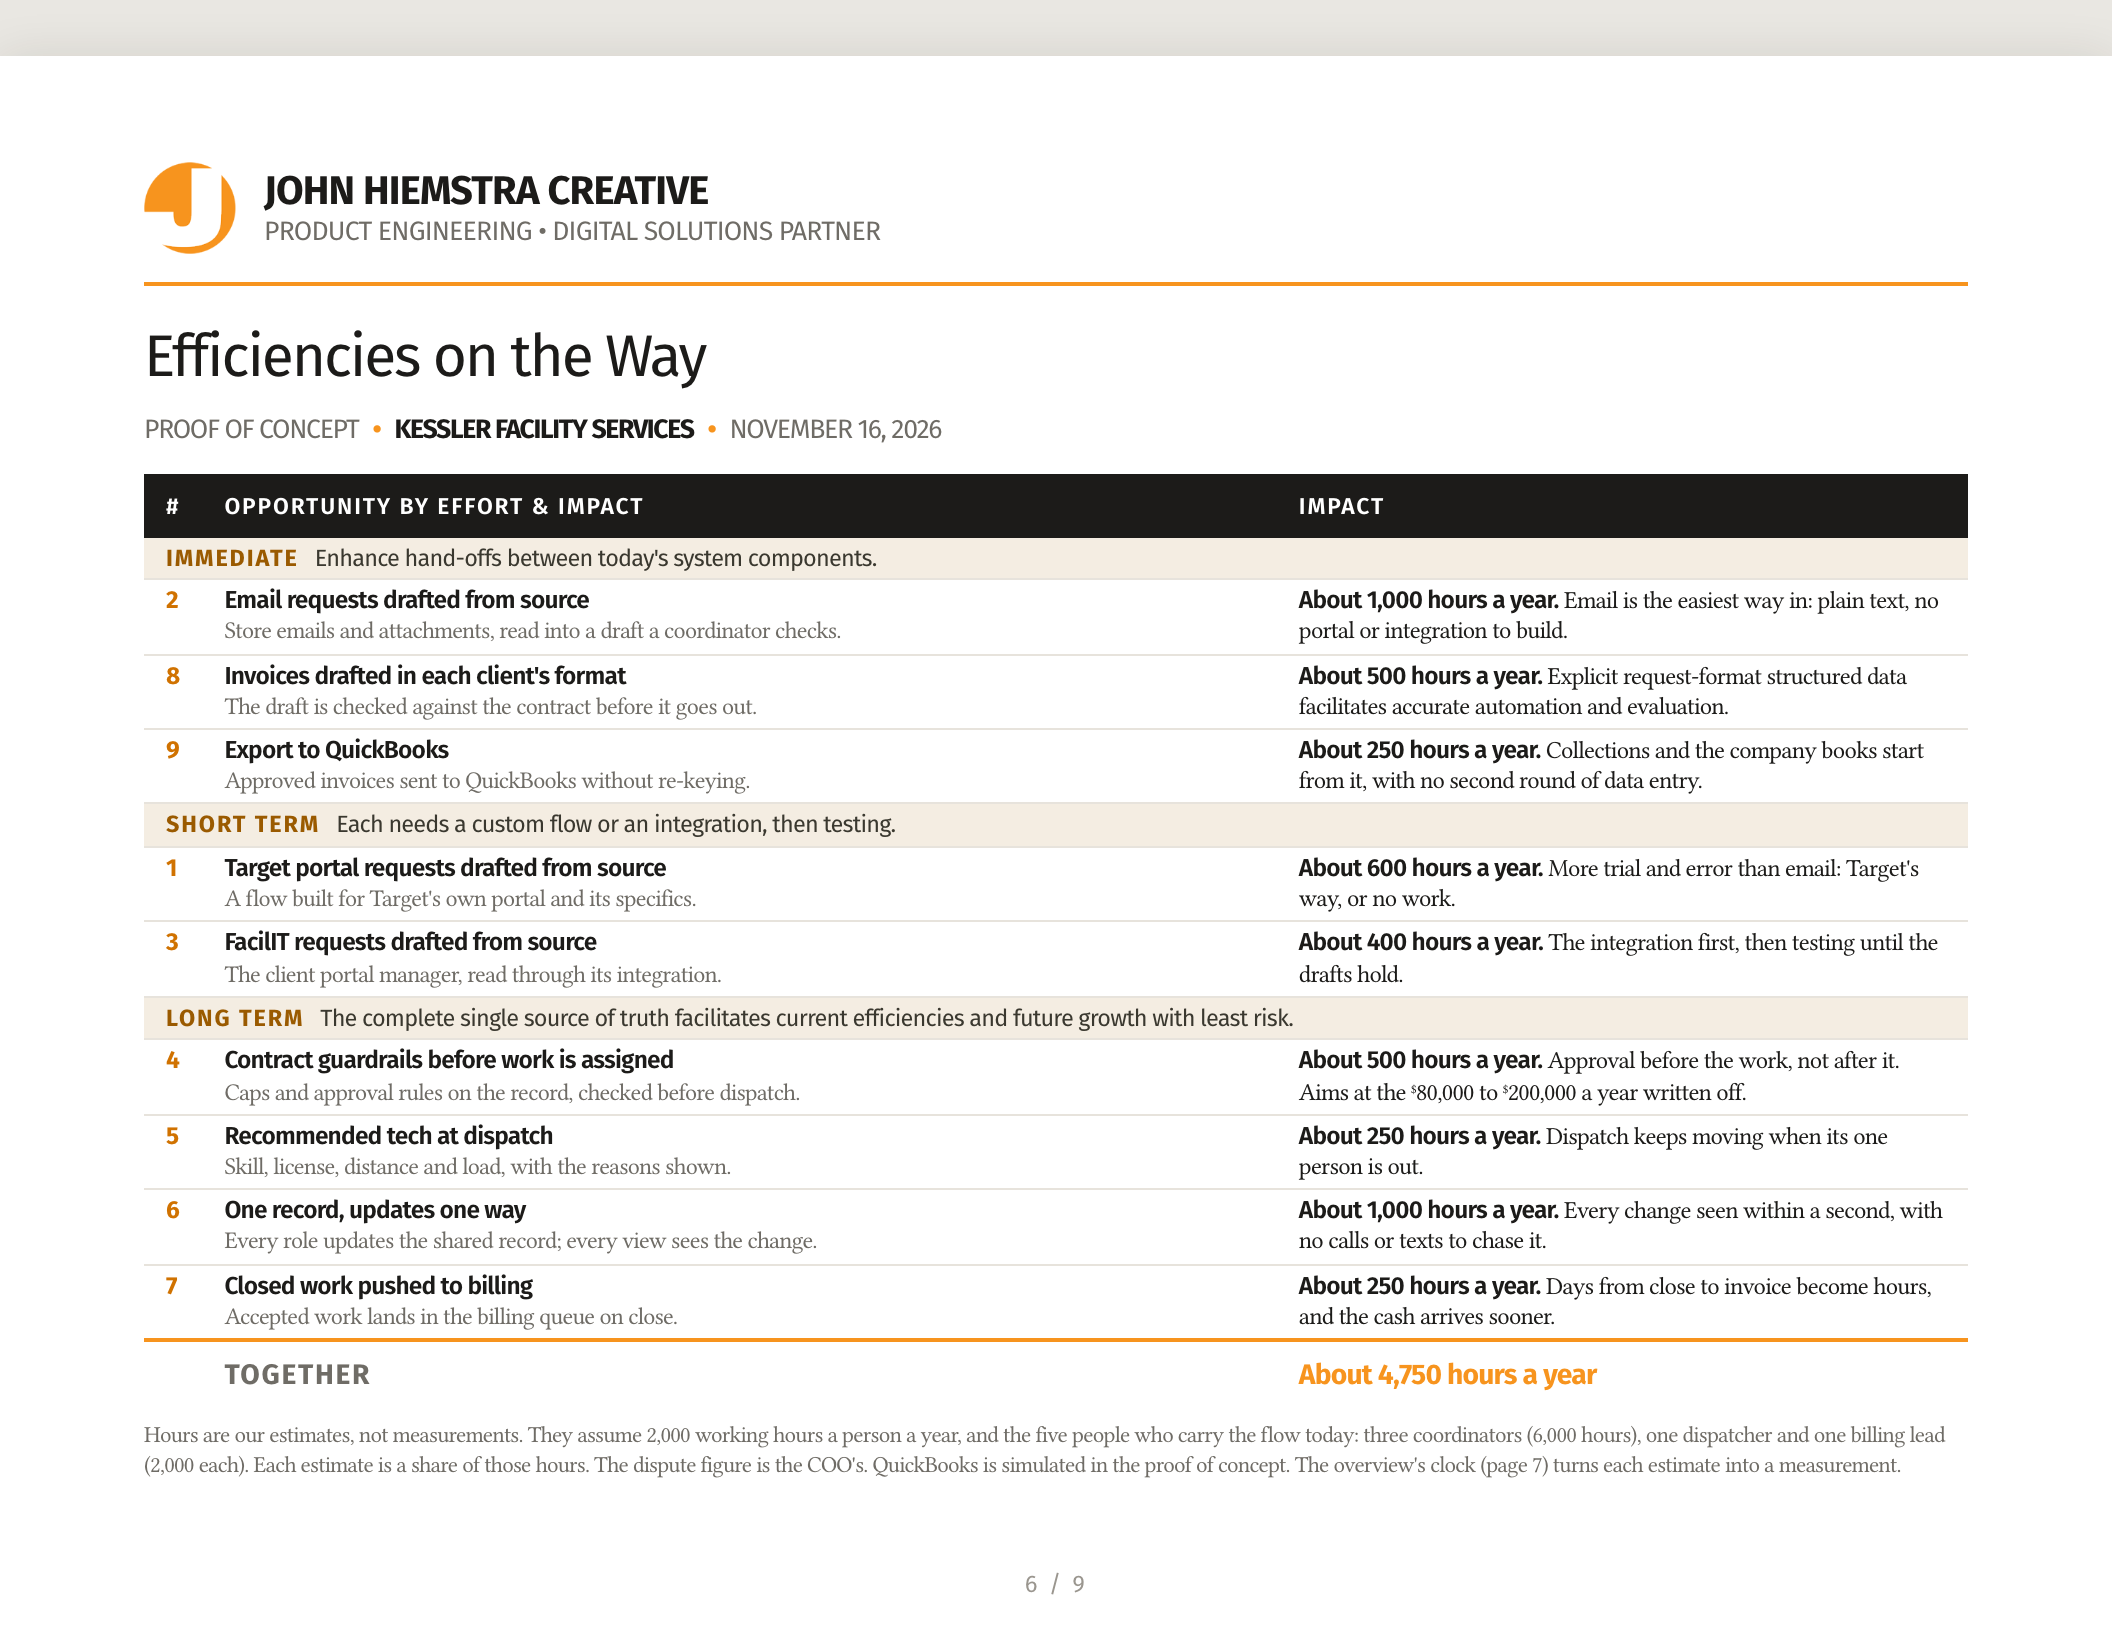 JOHN HIEMSTRA CREATIVE
PRODUCT ENGINEERING • DIGITAL SOLUTIONS PARTNER
Efficiencies on the Way
PROOF OF CONCEPT • KESSLER FACILITY SERVICES • NOVEMBER 16, 2026
# OPPORTUNITY BY EFFORT & IMPACT IMPACT
IMMEDIATE Enhance hand-offs between today's system components.
2 Email requests drafted from source About 1,000 hours a year. Email is the easiest way in: plain text, no
Store emails and attachments, read into a draft a coordinator checks. portal or integration to build.
8 Invoices drafted in each client's format About 500 hours a year. Explicit request-format structured data
The draft is checked against the contract before it goes out. facilitates accurate automation and evaluation.
9 Export to QuickBooks About 250 hours a year. Collections and the company books start
Approved invoices sent to QuickBooks without re-keying. from it, with no second round of data entry.
SHORT TERM Each needs a custom flow or an integration, then testing.
1 Target portal requests drafted from source About 600 hours a year. More trial and error than email: Target's
A flow built for Target's own portal and its specifics. way, or no work.
3 FacilIT requests drafted from source About 400 hours a year. The integration first, then testing until the
The client portal manager, read through its integration. drafts hold.
LONG TERM The complete single source of truth facilitates current efficiencies and future growth with least risk.
4 Contract guardrails before work is assigned About 500 hours a year. Approval before the work, not after it.
Caps and approval rules on the record, checked before dispatch. Aims at the $80,000 to $200,000 a year written off.
5 Recommended tech at dispatch About 250 hours a year. Dispatch keeps moving when its one
Skill, license, distance and load, with the reasons shown. person is out.
6 One record, updates one way About 1,000 hours a year. Every change seen within a second, with
Every role updates the shared record; every view sees the change. no calls or texts to chase it.
7 Closed work pushed to billing About 250 hours a year. Days from close to invoice become hours,
Accepted work lands in the billing queue on close. and the cash arrives sooner.
TOGETHER About 4,750 hours a year
Hours are our estimates, not measurements. They assume 2,000 working hours a person a year, and the five people who carry the flow today: three coordinators (6,000 hours), one dispatcher and one billing lead
(2,000 each). Each estimate is a share of those hours. The dispute figure is the COO's. QuickBooks is simulated in the proof of concept. The overview's clock (page 7) turns each estimate into a measurement.
6 / 9